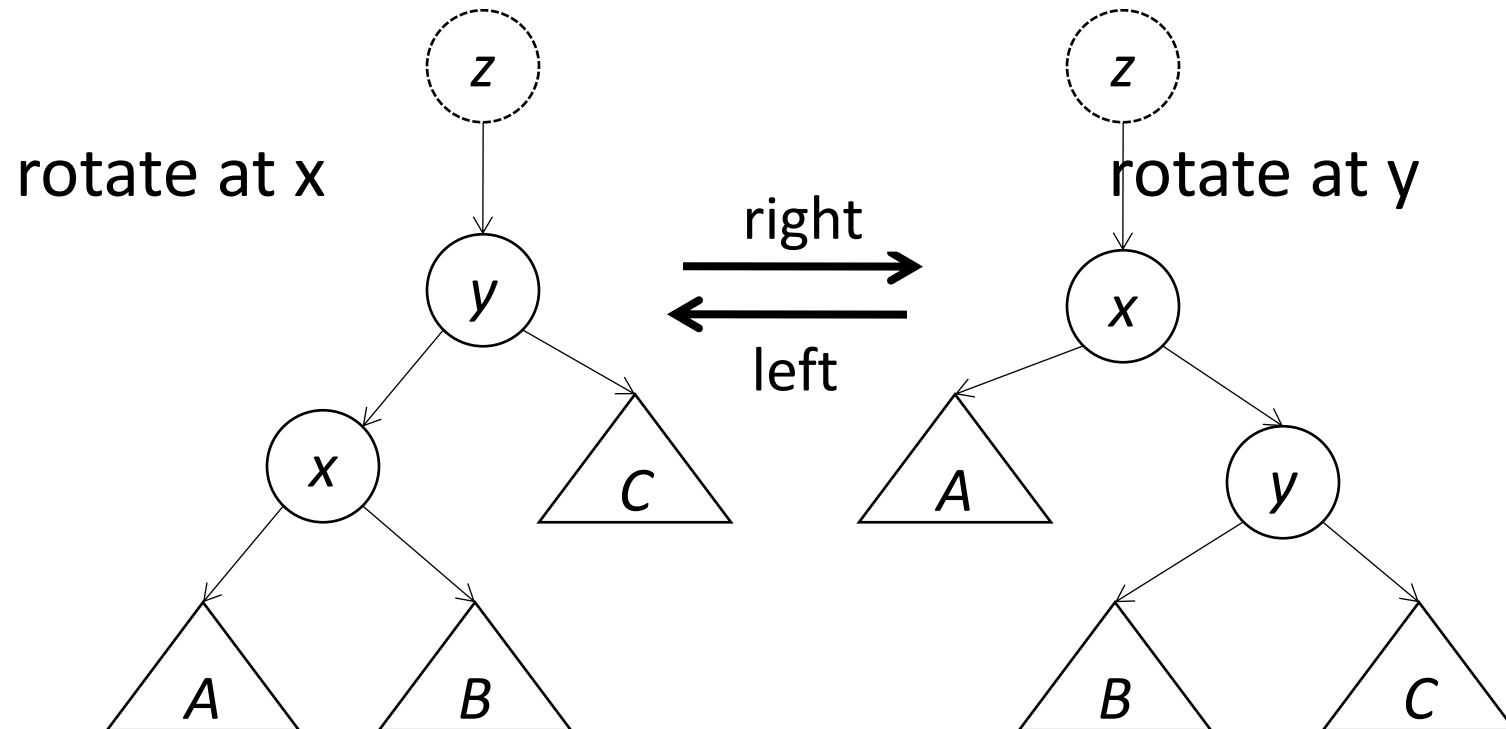 z
z
rotate at x
rotate at y
right
y
x
left
x
C
A
y
A
B
B
C